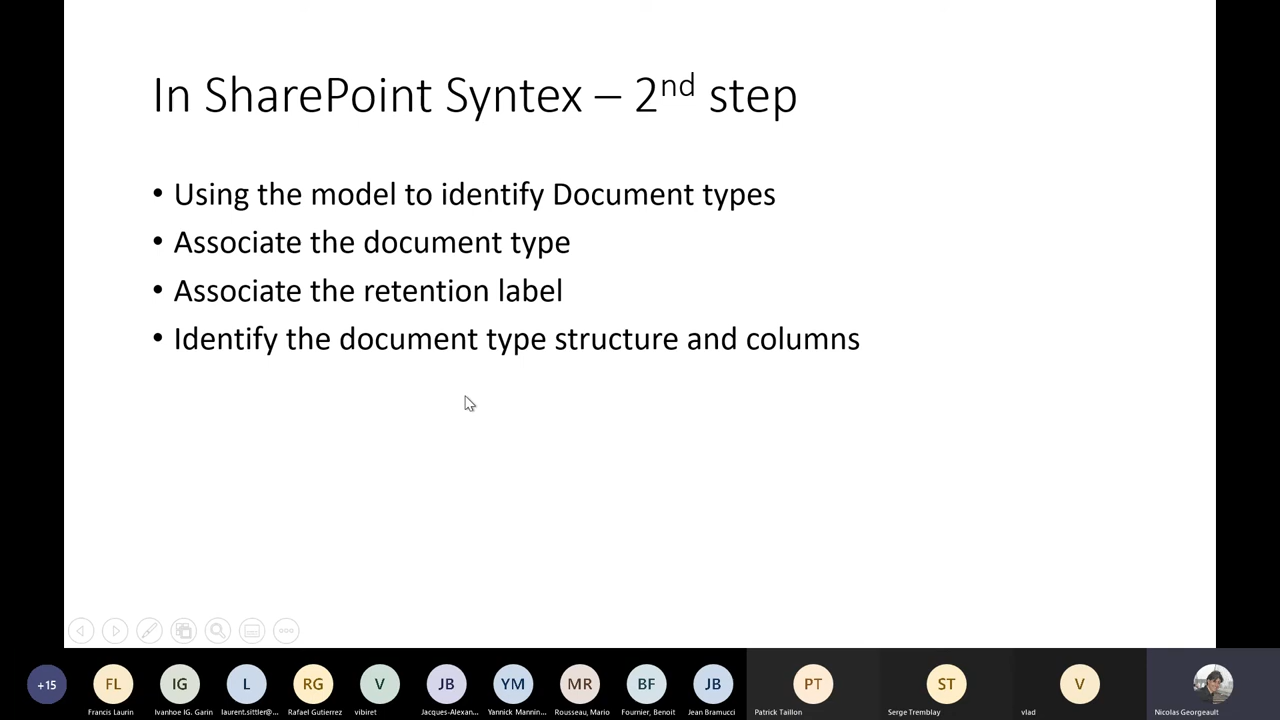 In SharePoint Syntex – 2nd step
• Using the model to identify Document types
• Associate the document type
• Associate the retention label
• Identify the document type structure and columns
+15
FL
IG
L
RG
V
JB
YM
MR
BF
JB
PT
ST
V
Francis Laurin
Ivanhoe IG. Garin
laurent.sittler@...
Rafael Gutierrez
vibiret
Jacques-Alexan...
Yannick Mannin...
Rousseau, Mario
Fournier, Benoit
Jean Bramucci
Patrick Taillon
Serge Tremblay
vlad
Nicolas Georgeault